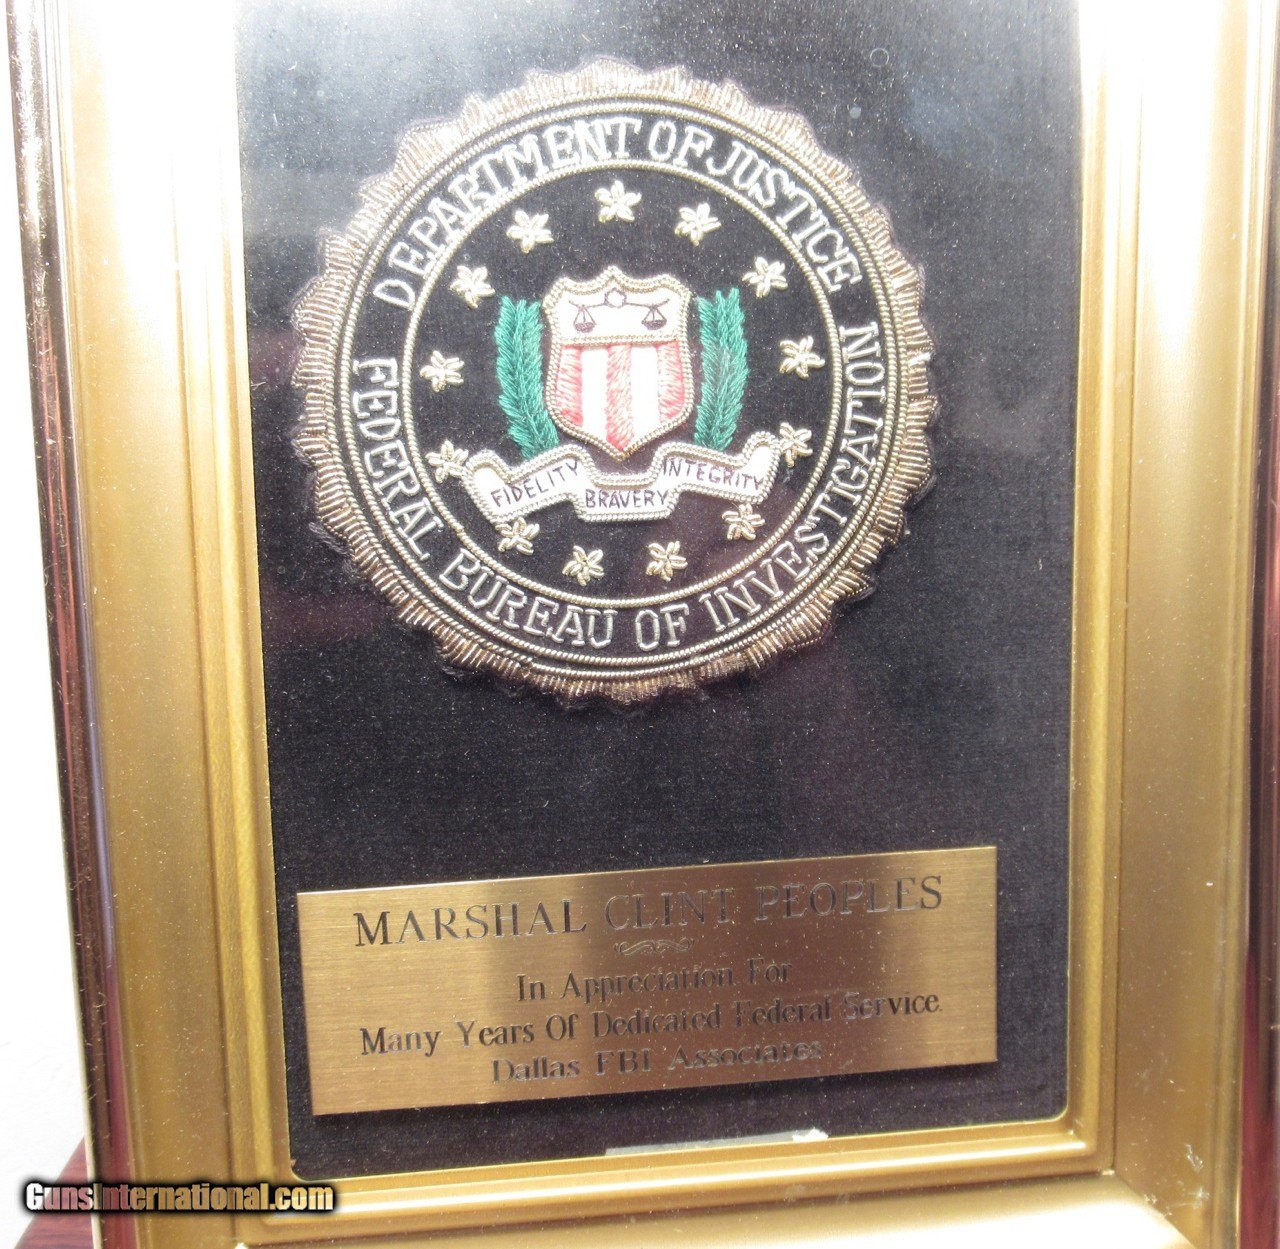 DEPARTMENT OF JUSTICE
FEDERAL BUREAU OF INVESTIGATION
FIDELITY BRAVERY INTEGRITY
MARSHAL CLINT PEOPLES
In Appreciation For
Many Years Of Dedicated Federal Service.
Dallas FBI Associates
GunsInternational.com